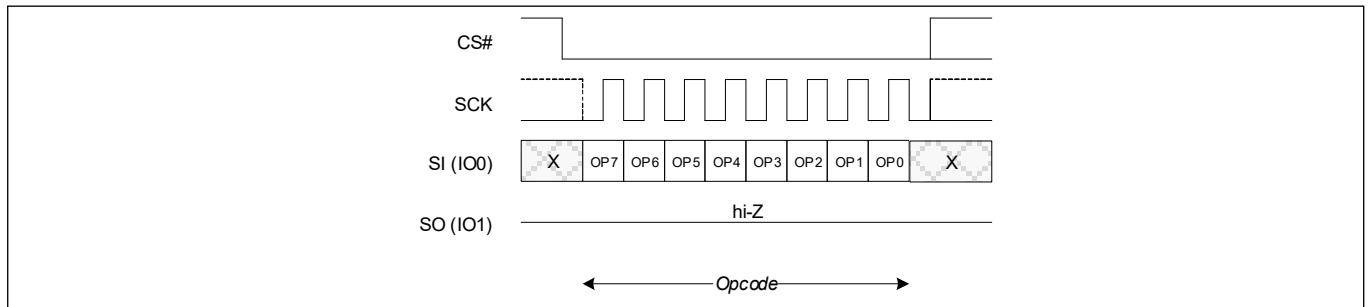 CS#
SCK
SI (IO0) X OP7 OP6 OP5 OP4 OP3 OP2 OP1 OP0 X
hi-Z
SO (IO1)
Opcode